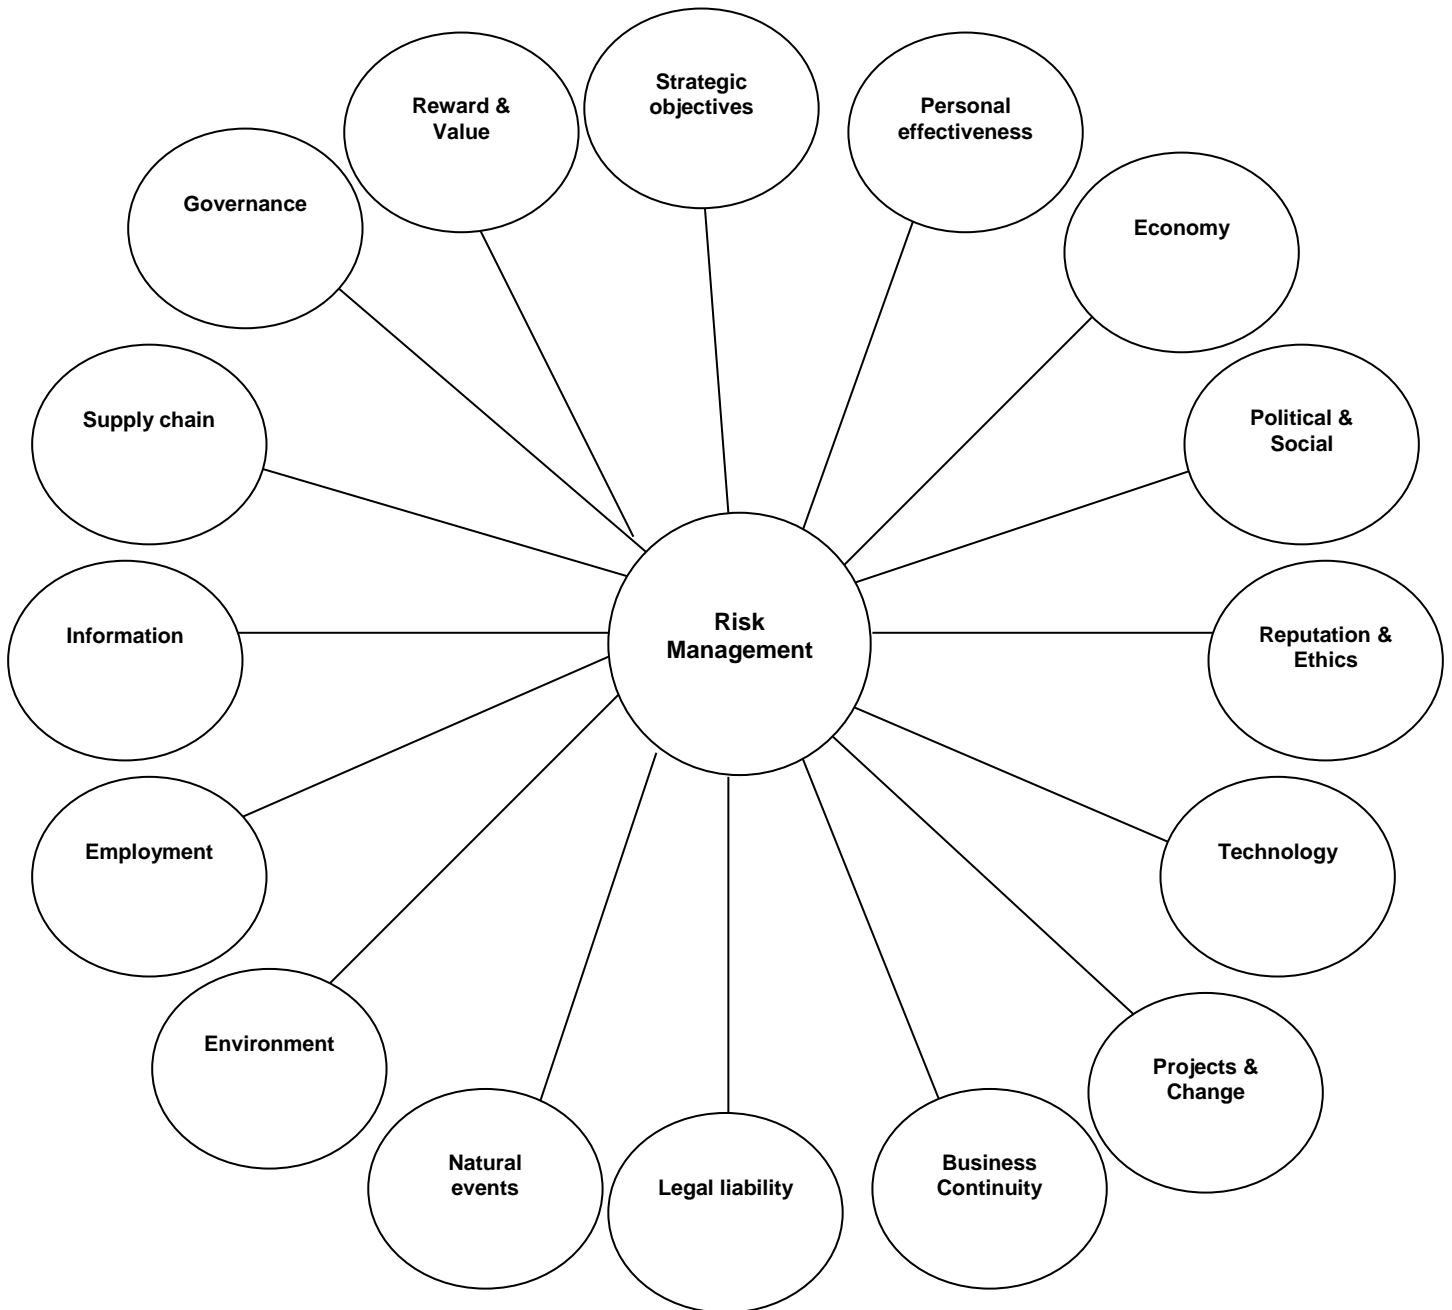 Strategic
objectives
Reward &
Value
Personal
effectiveness
Governance
Economy
Supply chain
Political &
Social
Risk
Management
Information
Reputation &
Ethics
Employment
Technology
Environment
Projects &
Change
Natural
events
Legal liability
Business
Continuity